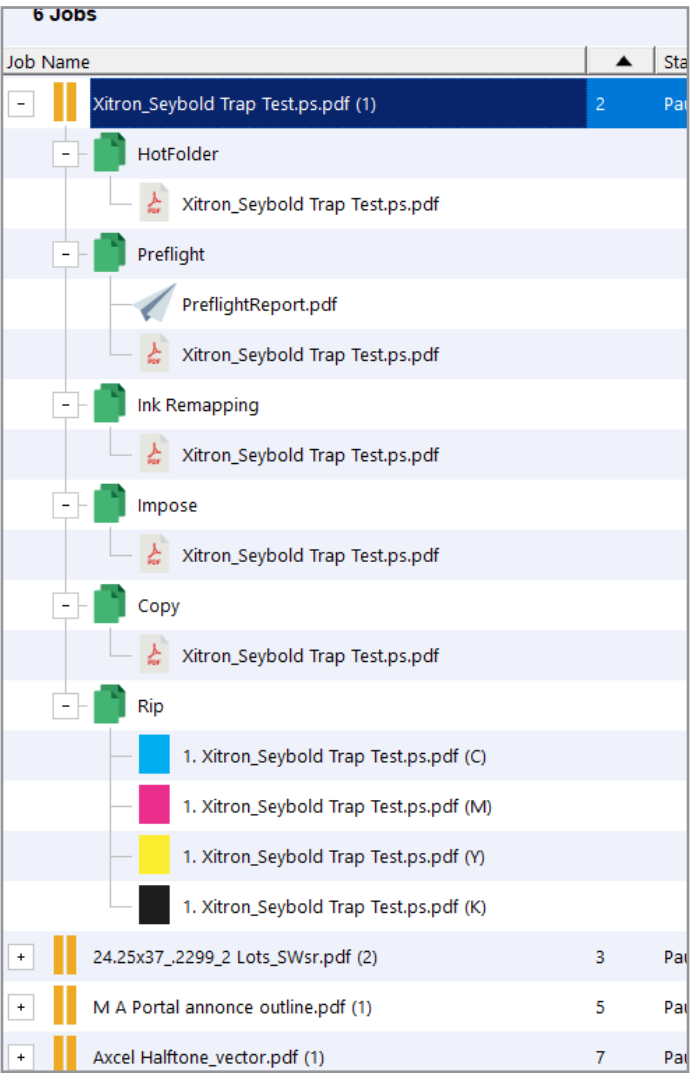 6 Jobs
Job Name ▲ Sta
Xitron_Seybold Trap Test.ps.pdf (1) 2 Pau
HotFolder
Xitron_Seybold Trap Test.ps.pdf
Preflight
PreflightReport.pdf
Xitron_Seybold Trap Test.ps.pdf
Ink Remapping
Xitron_Seybold Trap Test.ps.pdf
Impose
Xitron_Seybold Trap Test.ps.pdf
Copy
Xitron_Seybold Trap Test.ps.pdf
Rip
1. Xitron_Seybold Trap Test.ps.pdf (C)
1. Xitron_Seybold Trap Test.ps.pdf (M)
1. Xitron_Seybold Trap Test.ps.pdf (Y)
1. Xitron_Seybold Trap Test.ps.pdf (K)
24.25x37_.2299_2 Lots_SWsr.pdf (2) 3 Pau
M A Portal annonce outline.pdf (1) 5 Pau
Axcel Halftone_vector.pdf (1) 7 Pau